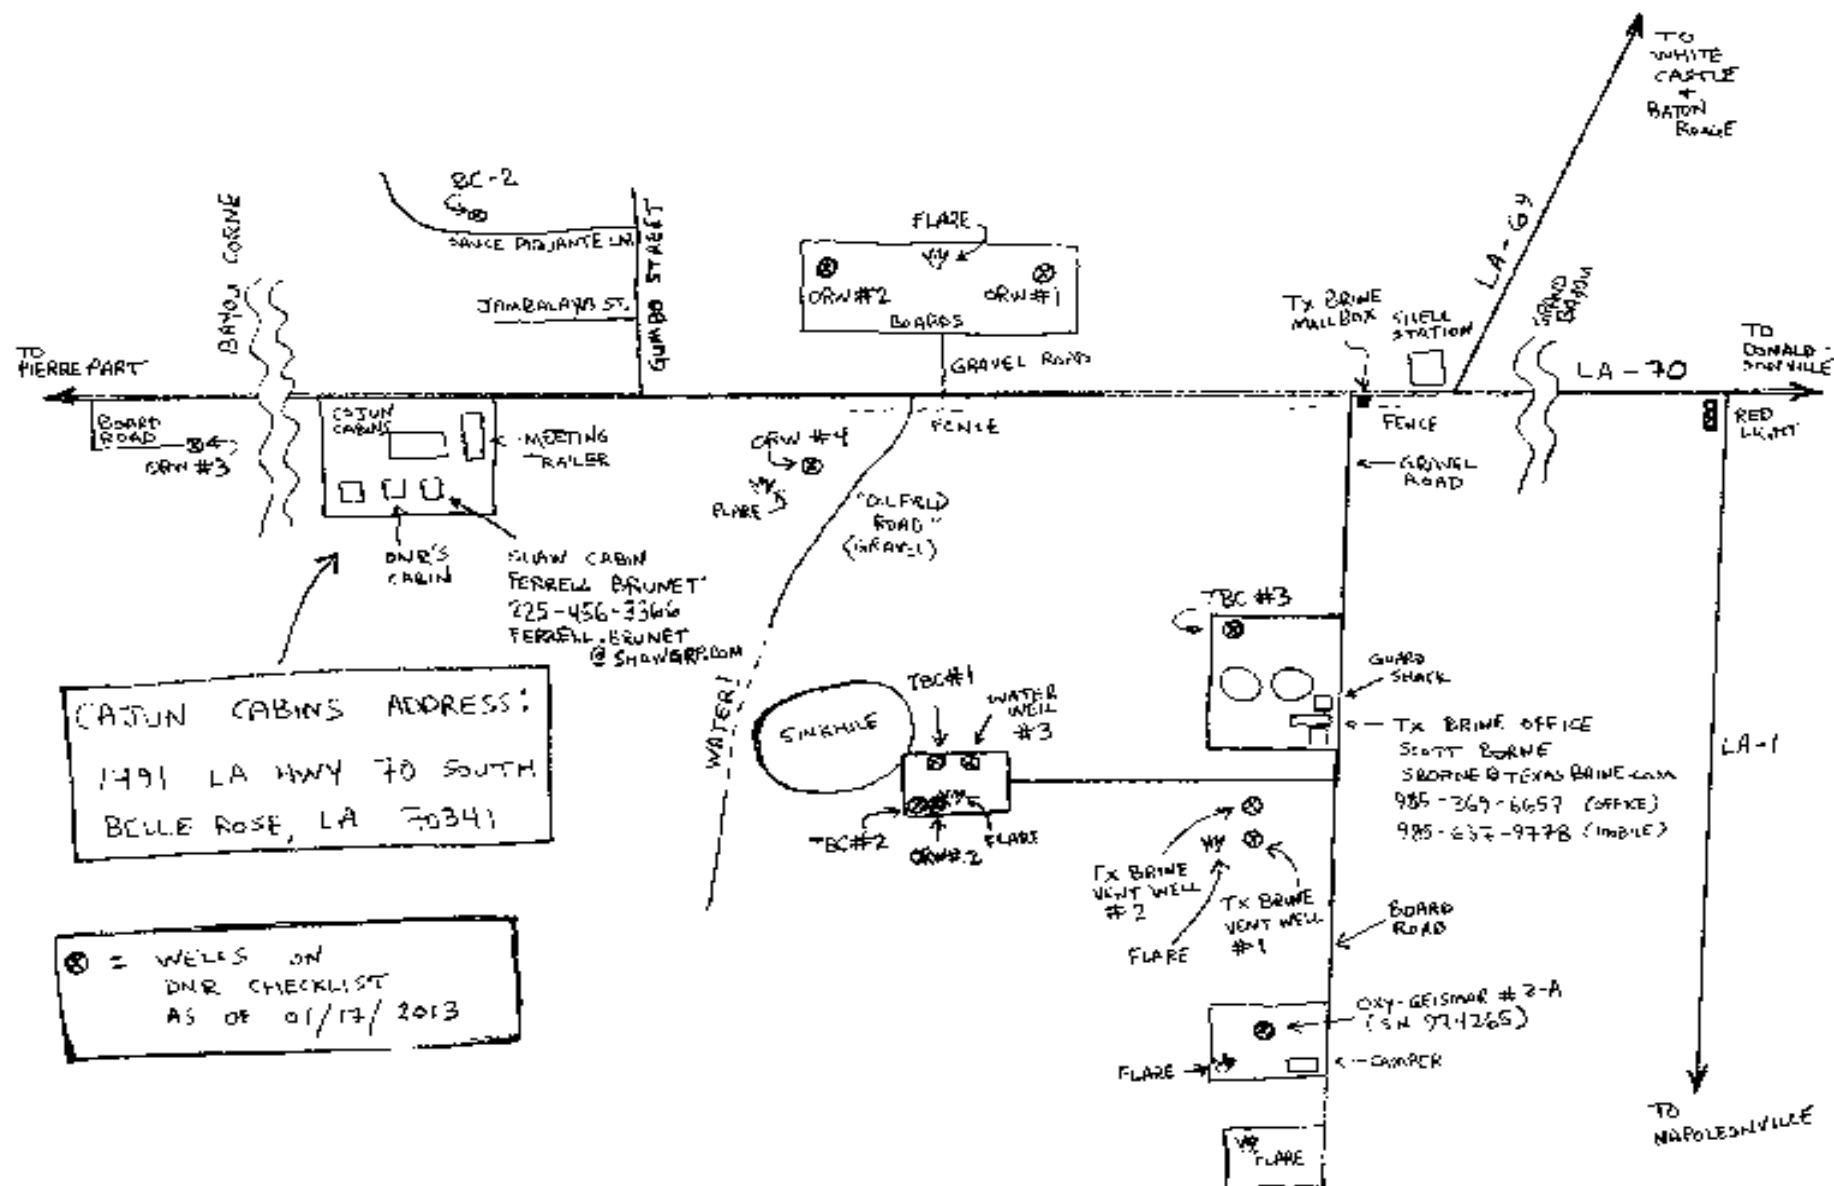 TO
WHITE
CASTLE
+
BATON
ROUGE
LA-69
BC-2
SAUCE PIQUANTE LN.
JAMBALAYA ST.
GUMBO STREET
BAYOU CORNE
FLARE
ORW #2
ORW #1
BOARDS
GRAVEL ROAD
TX BRINE
MAILBOX
SHELL
STATION
GRAND
BAYOU
LA-70
TO
DONALD-
SONVILLE
TO
PIERRE PART
BOARD
ROAD
ORW #3
CAJUN
CABINS
MEETING
TRAILER
DNR'S
CABIN
SHAW CABIN
FERRELL BRUNET
225-456-3366
FERRELL.BRUNET
@SHAWGRP.COM
ORW #4
FLARE
FENCE
"OILFIELD
ROAD"
(GRAVEL)
FENCE
GRAVEL
ROAD
RED
LIGHT
LA-1
TO
NAPOLEONVILLE
WATER!
SINKHOLE
TBC#1
WATER
WELL
#3
TBC#2
FLARE
TBC #3
GUARD
SHACK
TX BRINE OFFICE
SCOTT BORNE
SBORNE@TEXASBRINE.COM
985-369-6657 (OFFICE)
985-637-9778 (MOBILE)
TX BRINE
VENT WELL
#2
TX BRINE
VENT WELL
#1
FLARE
BOARD
ROAD
OXY-GEISMAR #2-A
(SN 974265)
CAMPER
FLARE
FLARE
CAJUN CABINS ADDRESS:
1491 LA HWY 70 SOUTH
BELLE ROSE, LA 70341
= WELLS ON
DNR CHECKLIST
AS OF 01/17/2013